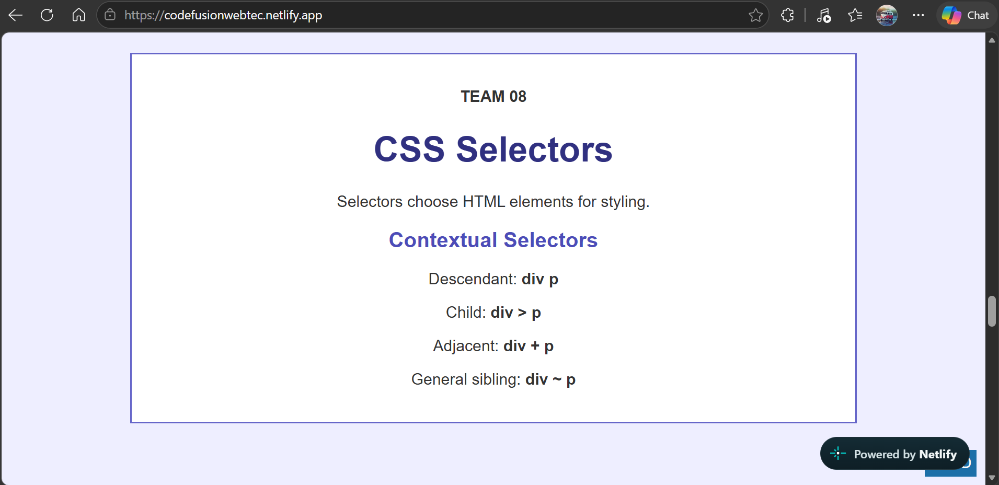 https://codefusionwebtec.netlify.app
Chat
TEAM 08
CSS Selectors
Selectors choose HTML elements for styling.
Contextual Selectors
Descendant: div p
Child: div > p
Adjacent: div + p
General sibling: div ~ p
Powered by Netlify